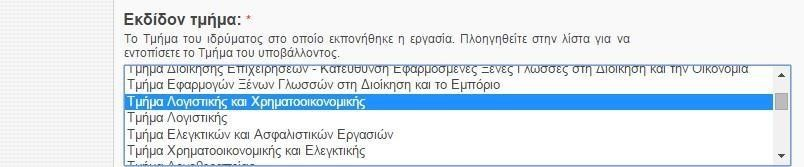 Εκδίδον τμήμα: *
Το Τμήμα του ιδρύματος στο οποίο εκπονήθηκε η εργασία. Πλοηγηθείτε στην λίστα για να
εντοπίσετε το Τμήμα του υποβάλλοντος.
Τμήμα Διοίκησης Επιχειρήσεων - Κατεύθυνση Εφαρμοσμένες Ξένες Γλώσσες στη Διοίκηση και την Οικονομία
Τμήμα Εφαρμογών Ξένων Γλωσσών στη Διοίκηση και το Εμπόριο
Τμήμα Λογιστικής και Χρηματοοικονομικής
Τμήμα Λογιστικής
Τμήμα Ελεγκτικών και Ασφαλιστικών Εργασιών
Τμήμα Χρηματοοικονομικής και Ελεγκτικής
Τμήμα Λογοθεραπείας